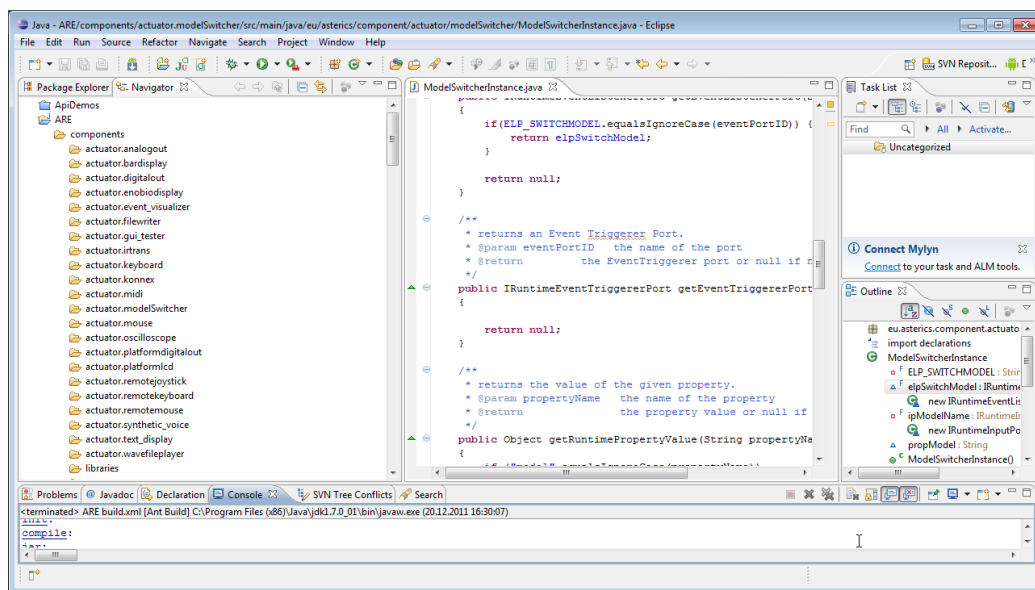 Java - ARE/components/actuator.modelSwitcher/src/main/java/eu/asterics/component/actuator/modelSwitcher/ModelSwitcherInstance.java - Eclipse
File Edit Run Source Refactor Navigate Search Project Window Help
SVN Reposit...
Package Explorer
Navigator
ApiDemos
ARE
components
actuator.analogout
actuator.bardisplay
actuator.digitalout
actuator.enobiodisplay
actuator.event_visualizer
actuator.filewriter
actuator.gui_tester
actuator.irtrans
actuator.keyboard
actuator.konnex
actuator.midi
actuator.modelSwitcher
actuator.mouse
actuator.oscilloscope
actuator.platformdigitalout
actuator.platformlcd
actuator.remotejoystick
actuator.remotekeyboard
actuator.remotemouse
actuator.synthetic_voice
actuator.text_display
actuator.wavefileplayer
libraries
ModelSwitcherInstance.java
{
if(ELP_SWITCHMODEL.equalsIgnoreCase(eventPortID)) {
return elpSwitchModel;
}
return null;
}
/**
* returns an Event Triggerer Port.
* @param eventPortID the name of the port
* @return the EventTriggerer port or null if n
*/
public IRuntimeEventTriggererPort getEventTriggererPort
{
return null;
}
/**
* returns the value of the given property.
* @param propertyName the name of the property
* @return the property value or null if
*/
public Object getRuntimePropertyValue(String propertyNa
{
if ("model".equalsIgnoreCase(propertyName))
Task List
Find
All
Activate...
Uncategorized
Connect Mylyn
Connect to your task and ALM tools.
Outline
eu.asterics.component.actuato
import declarations
ModelSwitcherInstance
ELP_SWITCHMODEL : Strin
elpSwitchModel : IRuntime
new IRuntimeEventLis
ipModelName : IRuntimeIn
new IRuntimeInputPo
propModel : String
ModelSwitcherInstance()
Problems @ Javadoc Declaration Console SVN Tree Conflicts Search
<terminated> ARE build.xml [Ant Build] C:\Program Files (x86)\Java\jdk1.7.0_01\bin\javaw.exe (20.12.2011 16:30:07)
init:
compile:
jar: